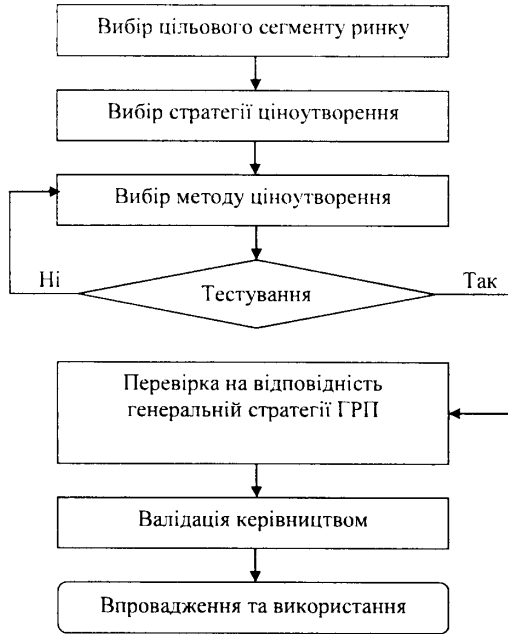 Вибір цільового сегменту ринку
Вибір стратегії ціноутворення
Вибір методу ціноутворення
Ні
Тестування
Так
Перевірка на відповідність
генеральній стратегії ГРП
Валідація керівництвом
Впровадження та використання